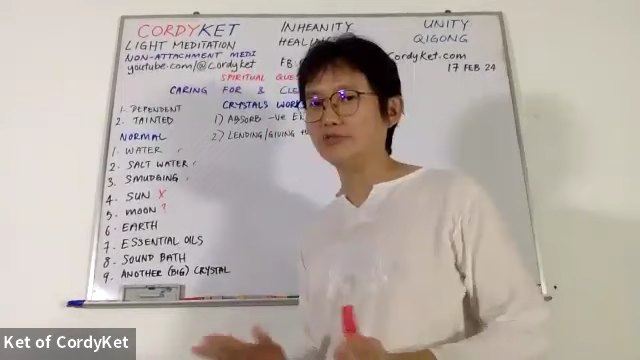 CORDYKET INHEANITY UNITY
LIGHT MEDITATION HEALING QIGONG
NON-ATTACHMENT MEDI
youtube.com/@Cordyket FB: Cordyket.com
SPIRITUAL 17 FEB 24
CARING FOR &
1. DEPENDENT CRYSTALS
2. TAINTED 1) ABSORB -ve
NORMAL 2) LENDING/GIVING
1. WATER
2. SALT WATER
3. SMUDGING
4. SUN X
5. MOON ?
6. EARTH
7. ESSENTIAL OILS
8. SOUND BATH
9. ANOTHER (BIG) CRYSTAL
Ket of CordyKet